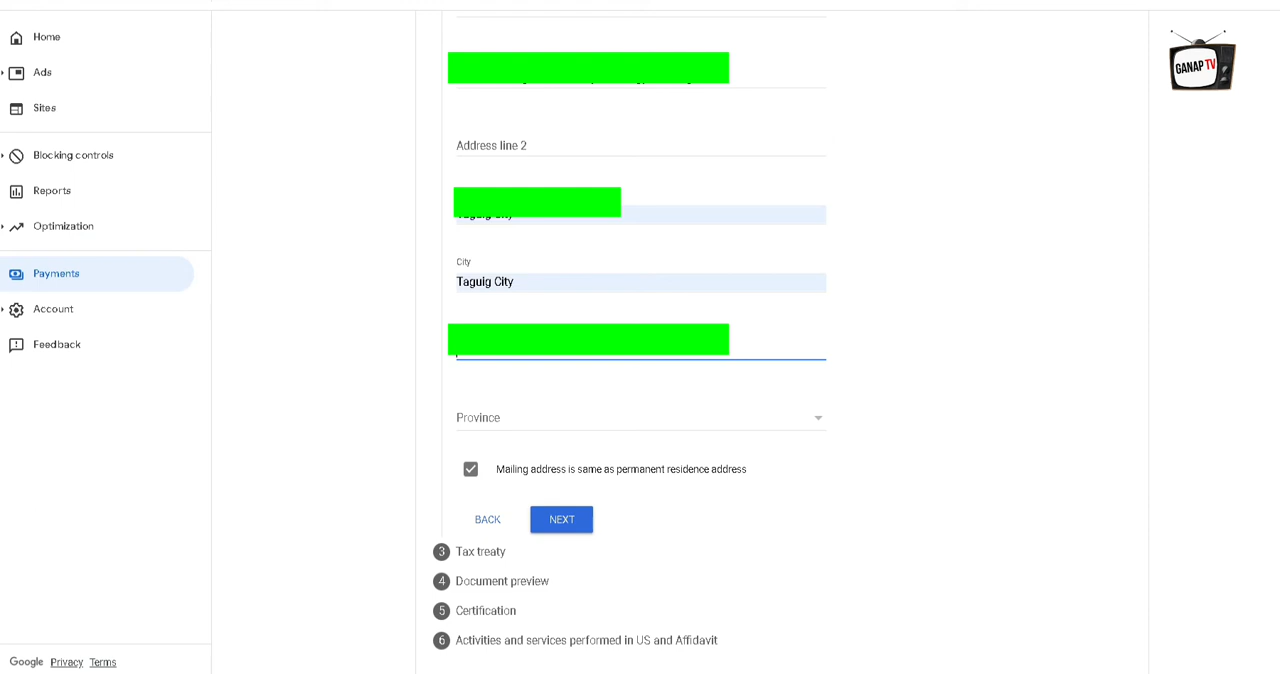 Home
Ads
Sites
Blocking controls
Reports
Optimization
Payments
Account
Feedback
Google Privacy Terms
Address line 2
Taguig City
City
Taguig City
Province
Mailing address is same as permanent residence address
BACK NEXT
3 Tax treaty
4 Document preview
5 Certification
6 Activities and services performed in US and Affidavit
GANAP TV